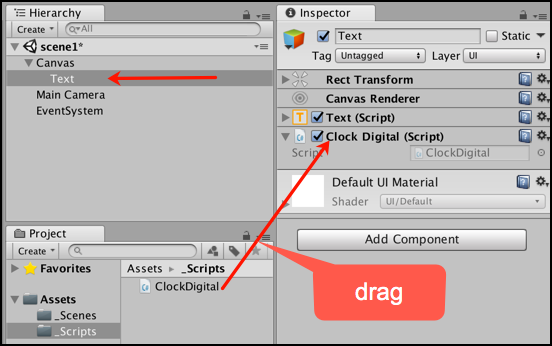 Hierarchy
Create
All
scene1*
Canvas
Text
Main Camera
EventSystem
Project
Create
Favorites
Assets
_Scenes
_Scripts
Assets _Scripts
ClockDigital
Inspector
Text
Static
Tag Untagged Layer UI
Rect Transform
Canvas Renderer
Text (Script)
Clock Digital (Script)
Script ClockDigital
Default UI Material
Shader UI/Default
Add Component
drag